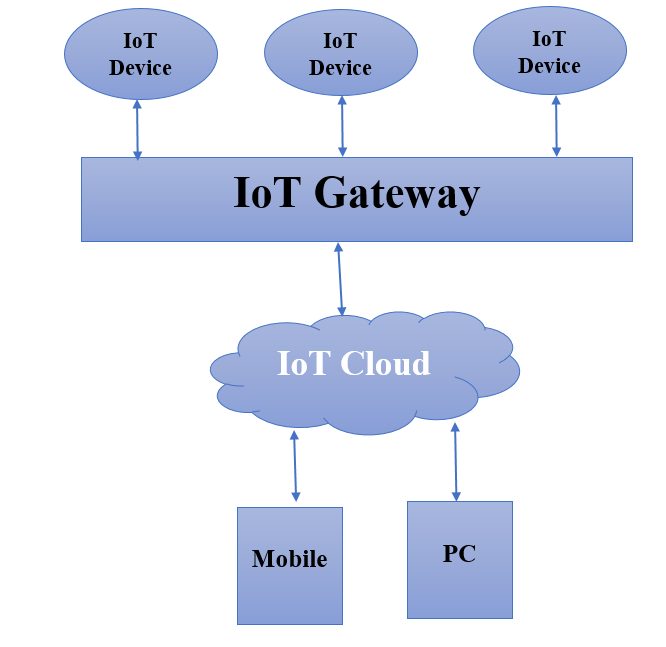 IoT
Device
IoT
Device
IoT
Device
IoT Gateway
IoT Cloud
Mobile
PC